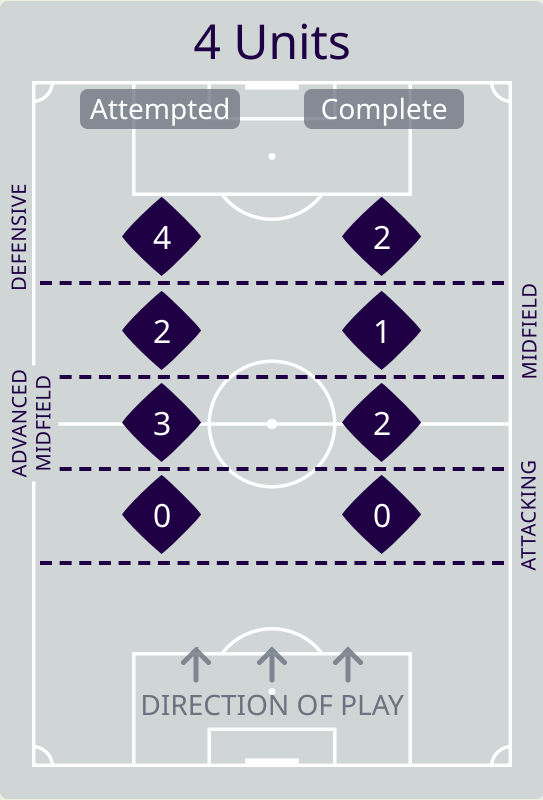 4 Units
Attempted Complete
DEFENSIVE
4 2
MIDFIELD
2 1
ADVANCED
MIDFIELD
3 2
ATTACKING
0 0
DIRECTION OF PLAY